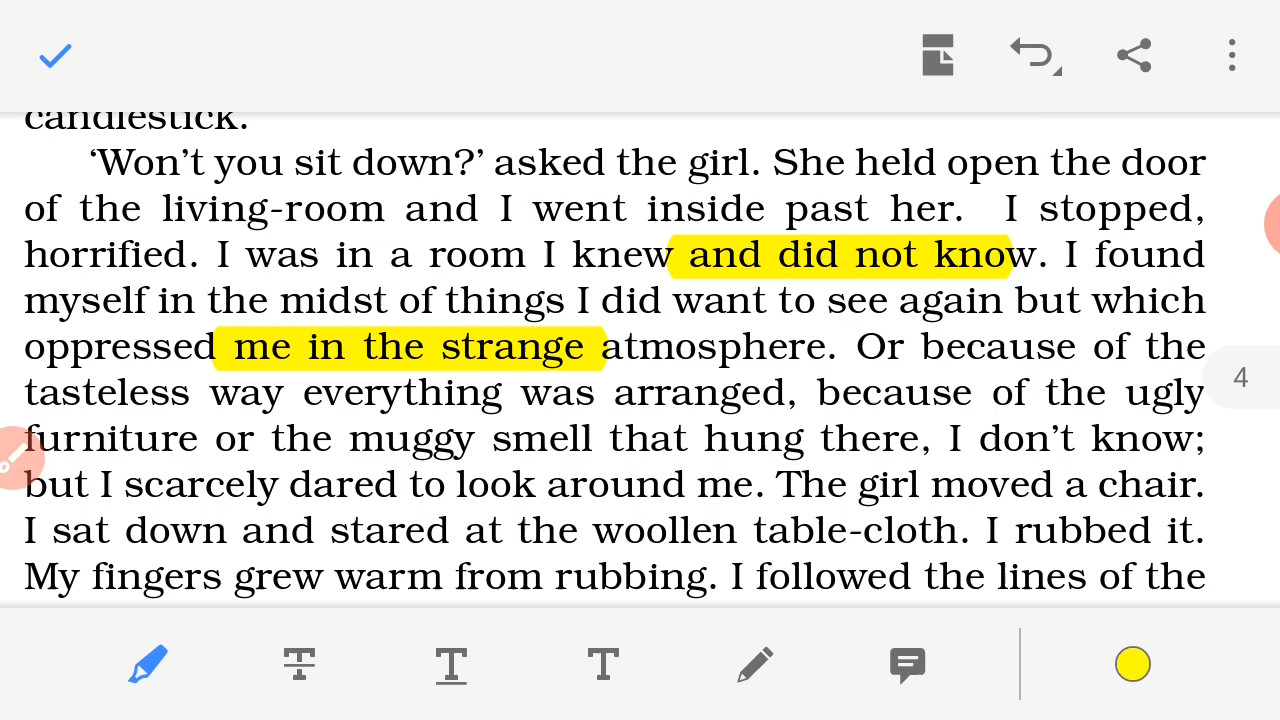 candlestick.
‘Won’t you sit down?’ asked the girl. She held open the door
of the living-room and I went inside past her. I stopped,
horrified. I was in a room I knew and did not know. I found
myself in the midst of things I did want to see again but which
oppressed me in the strange atmosphere. Or because of the
tasteless way everything was arranged, because of the ugly
furniture or the muggy smell that hung there, I don’t know;
but I scarcely dared to look around me. The girl moved a chair.
I sat down and stared at the woollen table-cloth. I rubbed it.
My fingers grew warm from rubbing. I followed the lines of the
4
T
T
T